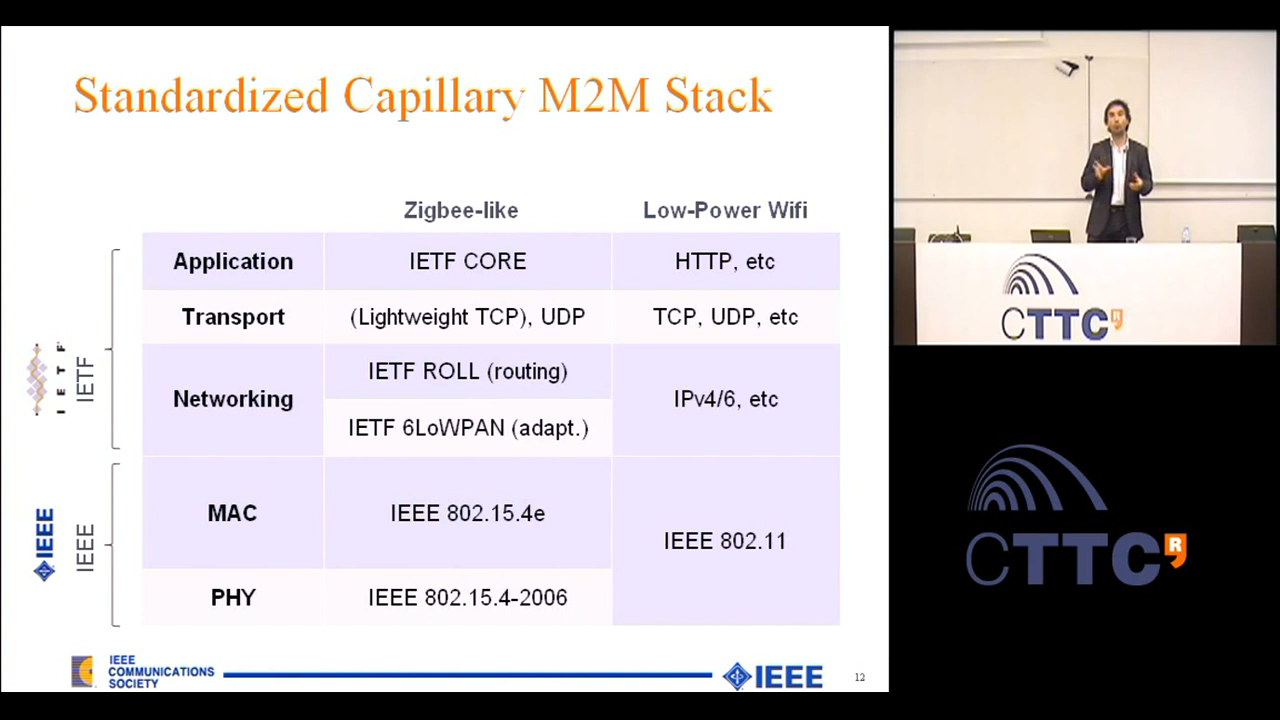 Standardized Capillary M2M Stack
Zigbee-like Low-Power Wifi
Application IETF CORE HTTP, etc
Transport (Lightweight TCP), UDP TCP, UDP, etc
Networking IETF ROLL (routing) IPv4/6, etc
IETF 6LoWPAN (adapt.)
MAC IEEE 802.15.4e IEEE 802.11
PHY IEEE 802.15.4-2006
IETF
IETF
IEEE
IEEE
IEEE
COMMUNICATIONS
SOCIETY
IEEE
12
CTTC R
CTTC R